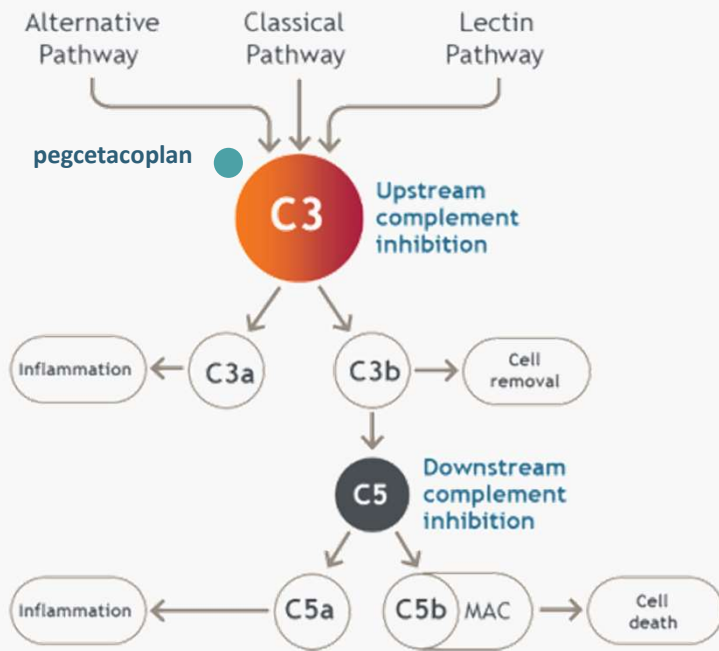 Alternative
Pathway
Classical
Pathway
Lectin
Pathway
pegcetacoplan
C3
Upstream
complement
inhibition
Inflammation
C3a
C3b
Cell
removal
C5
Downstream
complement
inhibition
Inflammation
C5a
C5b
MAC
Cell
death